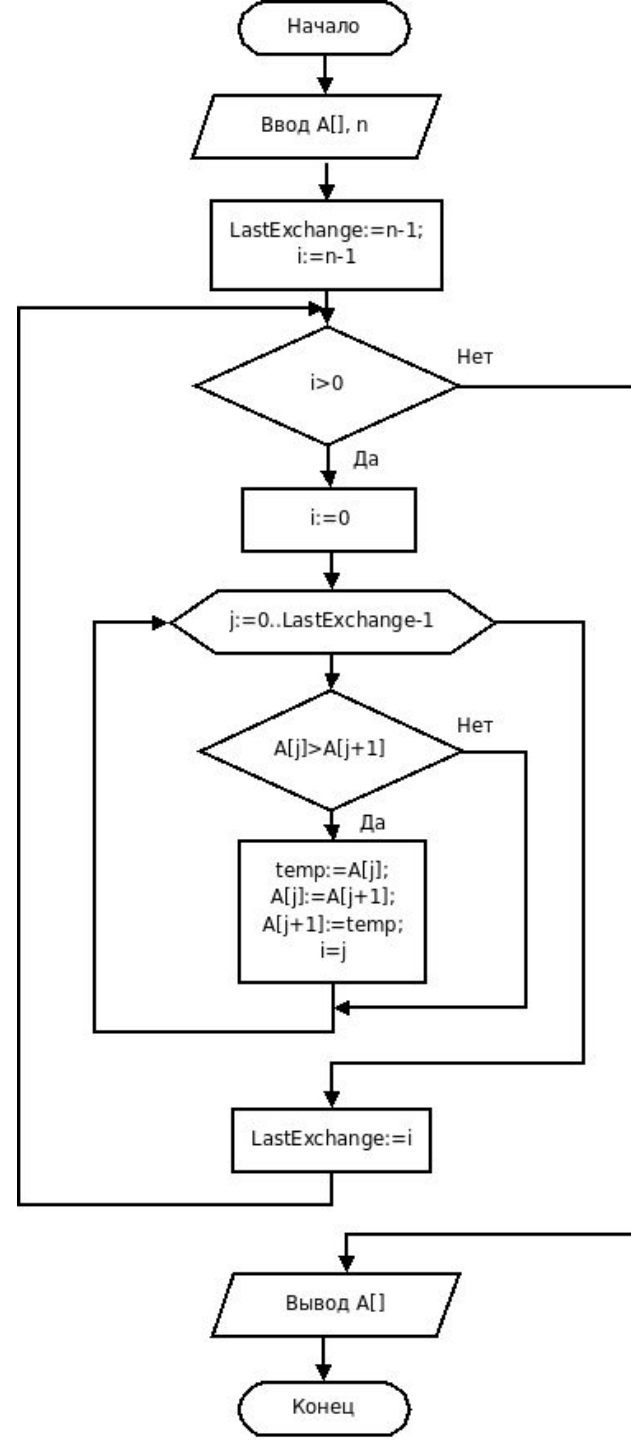 Начало
Ввод A[], n
LastExchange:=n-1;
i:=n-1
i>0
Нет
Да
i:=0
j:=0..LastExchange-1
A[j]>A[j+1]
Нет
Да
temp:=A[j];
A[j]:=A[j+1];
A[j+1]:=temp;
i=j
LastExchange:=i
Вывод A[]
Конец